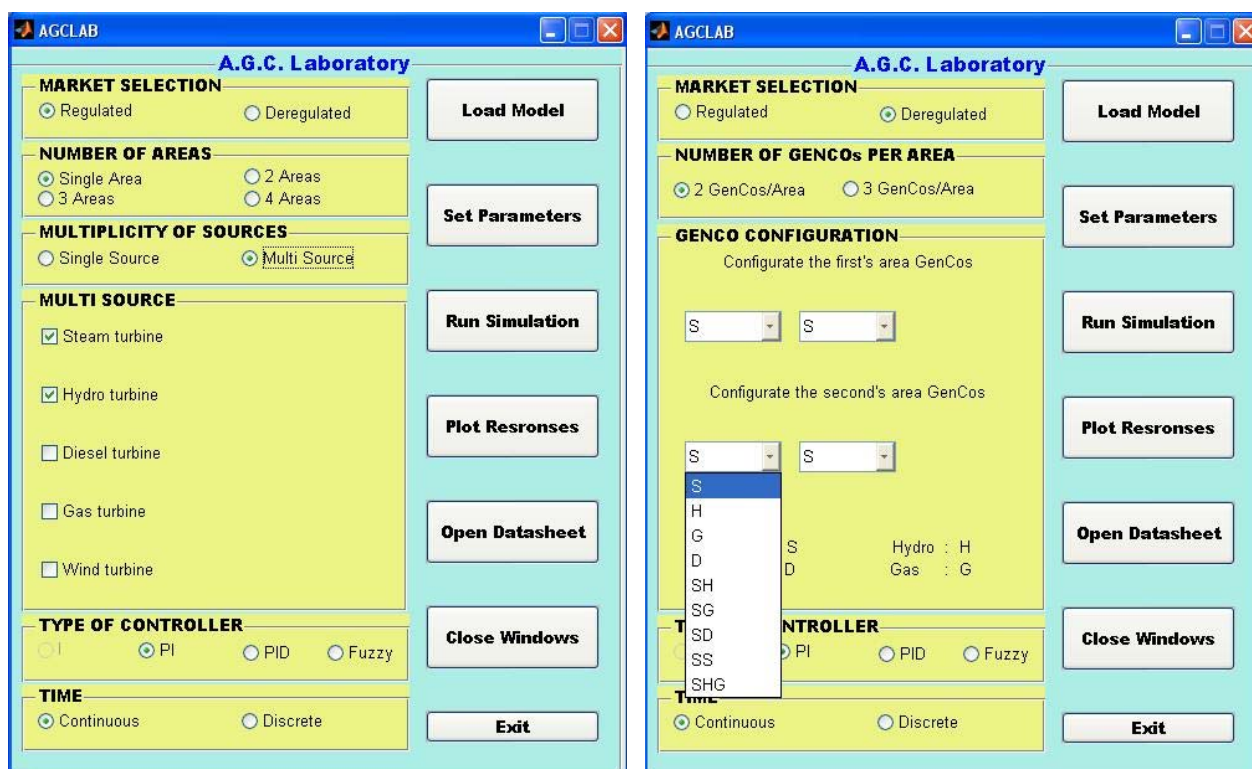 AGCLAB
A.G.C. Laboratory
MARKET SELECTION
Regulated Deregulated
NUMBER OF AREAS
Single Area 2 Areas
3 Areas 4 Areas
MULTIPLICITY OF SOURCES
Single Source Multi Source
MULTI SOURCE
Steam turbine
Hydro turbine
Diesel turbine
Gas turbine
Wind turbine
TYPE OF CONTROLLER
I PI PID Fuzzy
TIME
Continuous Discrete
Load Model
Set Parameters
Run Simulation
Plot Resronses
Open Datasheet
Close Windows
Exit
AGCLAB
A.G.C. Laboratory
MARKET SELECTION
Regulated Deregulated
NUMBER OF GENCOs PER AREA
2 GenCos/Area 3 GenCos/Area
GENCO CONFIGURATION
Configurate the first's area GenCos
S S
Configurate the second's area GenCos
S S
S
H
G
D
SH
SG
SD
SS
SHG
S Hydro : H
D Gas : G
T NTROLLER
PI PID Fuzzy
TIME
Continuous Discrete
Load Model
Set Parameters
Run Simulation
Plot Resronses
Open Datasheet
Close Windows
Exit